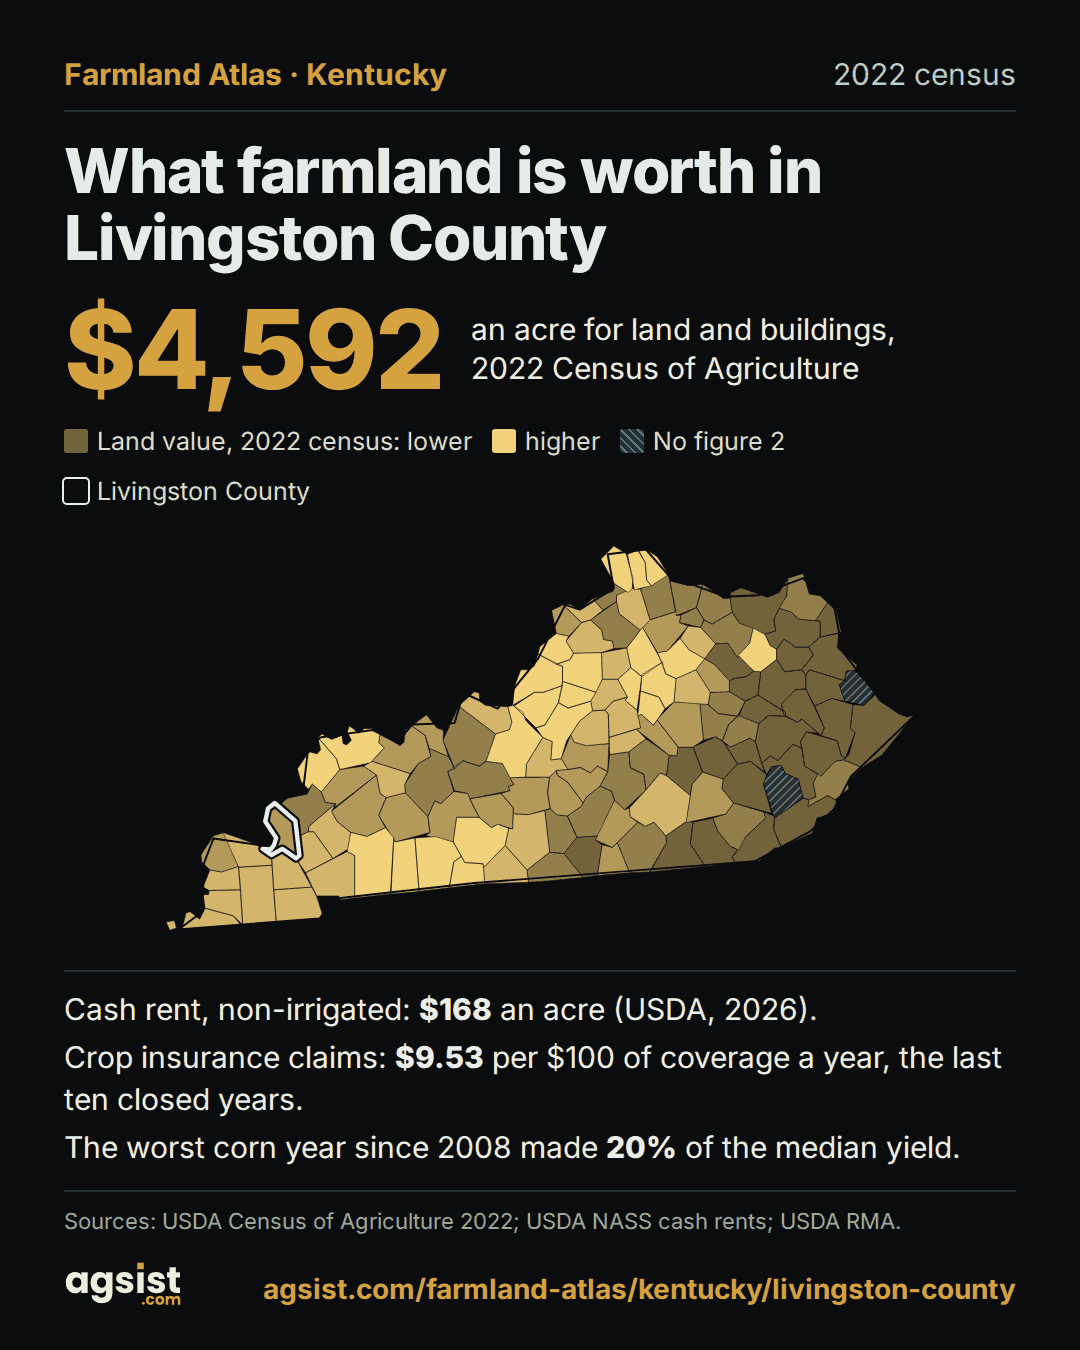 Farmland Atlas · Kentucky
2022 census
What farmland is worth in
Livingston County
$4,592
an acre for land and buildings,
2022 Census of Agriculture
Land value, 2022 census: lower
higher
No figure 2
Livingston County
Cash rent, non-irrigated: $168 an acre (USDA, 2026).
Crop insurance claims: $9.53 per $100 of coverage a year, the last
ten closed years.
The worst corn year since 2008 made 20% of the median yield.
Sources: USDA Census of Agriculture 2022; USDA NASS cash rents; USDA RMA.
agsist
.com
agsist.com/farmland-atlas/kentucky/livingston-county